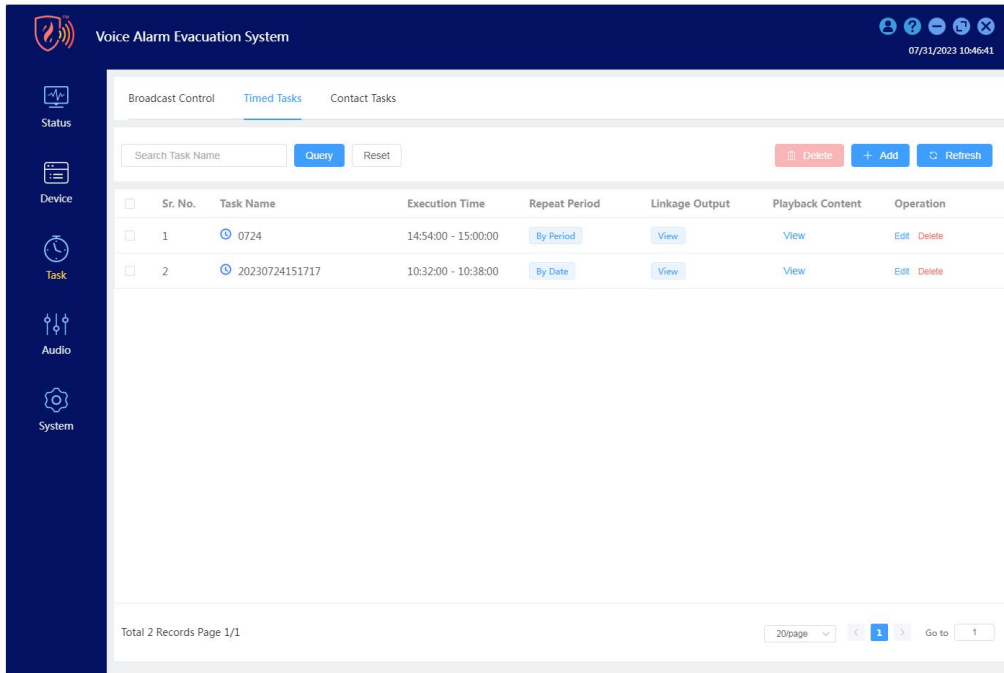 TM
Voice Alarm Evacuation System
07/31/2023 10:46:41
Status
Device
Task
Audio
System
Broadcast Control Timed Tasks Contact Tasks
Search Task Name Query Reset Delete + Add Refresh
Sr. No. Task Name Execution Time Repeat Period Linkage Output Playback Content Operation
1 0724 14:54:00 - 15:00:00 By Period View View Edit Delete
2 20230724151717 10:32:00 - 10:38:00 By Date View View Edit Delete
Total 2 Records Page 1/1 20/page < 1 > Go to 1